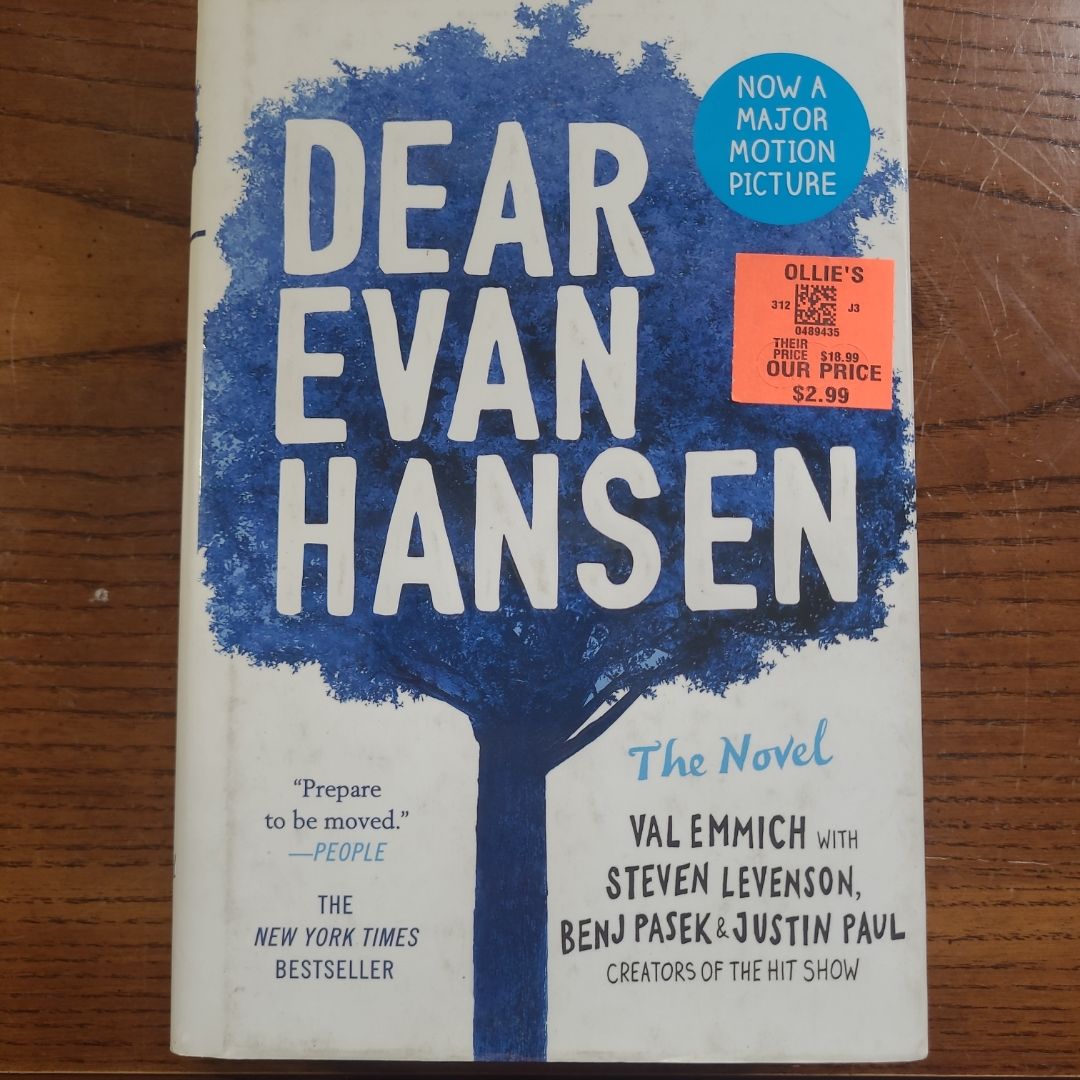 DEAR
EVAN
HANSEN
NOW A
MAJOR
MOTION
PICTURE
OLLIE'S
312 J3
0489435
THEIR
PRICE $18.99
OUR PRICE
$2.99
The Novel
VAL EMMICH WITH
STEVEN LEVENSON,
BENJ PASEK & JUSTIN PAUL
CREATORS OF THE HIT SHOW
“Prepare
to be moved.”
—PEOPLE
THE
NEW YORK TIMES
BESTSELLER